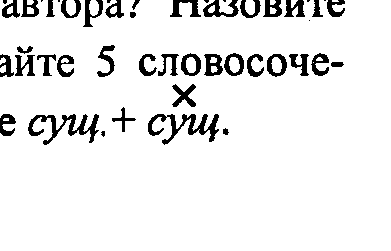 автора? Назовите
айте 5 словосоче-
×
е сущ. + сущ.